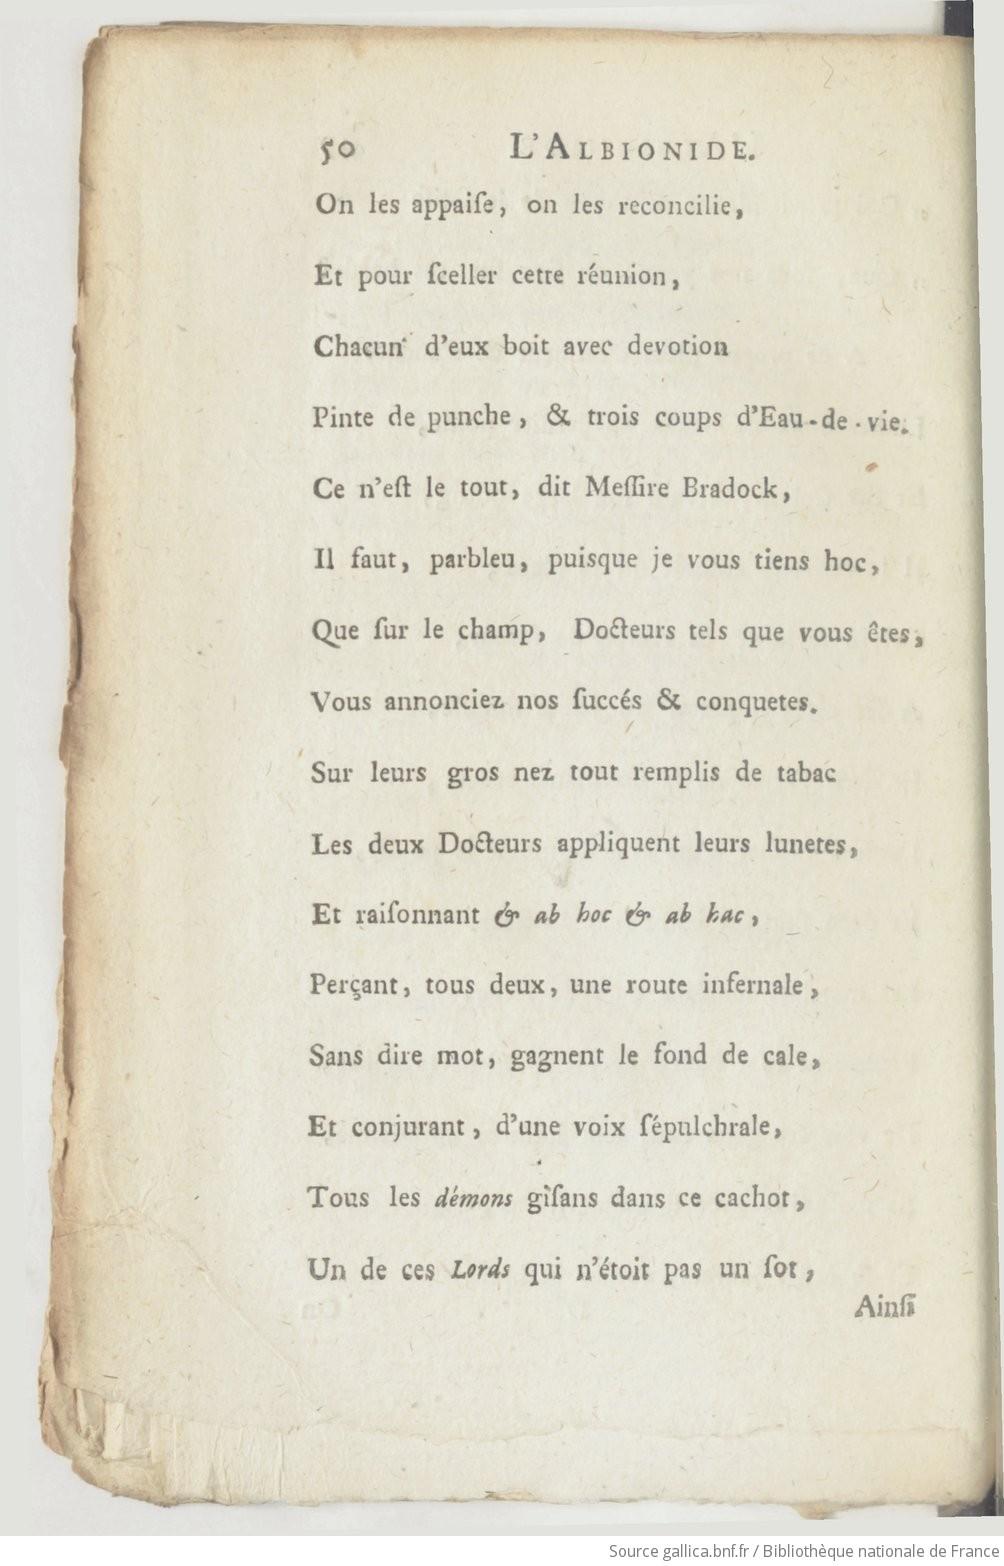 50 L'ALBIONIDE.
On les appaiſe, on les reconcilie,
Et pour ſceller cette réunion,
Chacun d'eux boit avec devotion
Pinte de punche, & trois coups d'Eau-de-vie.
Ce n'eſt le tout, dit Meſſire Bradock,
Il faut, parbleu, puisque je vous tiens hoc,
Que ſur le champ, Docteurs tels que vous êtes,
Vous annonciez nos ſuccés & conquetes.
Sur leurs gros nez tout remplis de tabac
Les deux Docteurs appliquent leurs lunetes,
Et raiſonnant & ab hoc & ab hac,
Perçant, tous deux, une route infernale,
Sans dire mot, gagnent le fond de cale,
Et conjurant, d'une voix ſépulchrale,
Tous les démons gîſans dans ce cachot,
Un de ces Lords qui n'étoit pas un ſot,
Ainſi
Source gallica.bnf.fr / Bibliothèque nationale de France